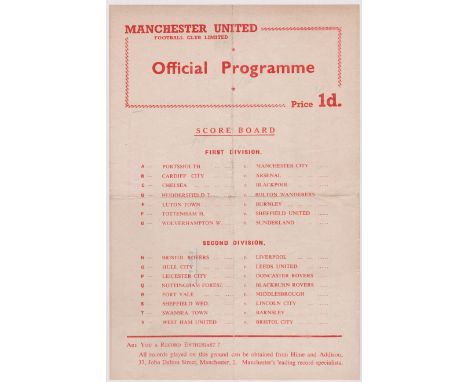 MANCHESTER UNITED
FOOTBALL CLUB LIMITED
Official Programme
Price 1d.
SCORE BOARD
FIRST DIVISION.
A — PORTSMOUTH ..... v. MANCHESTER CITY
B — CARDIFF CITY ..... v. ARSENAL .....
C — CHELSEA ..... v. BLACKPOOL .....
D — HUDDERSFIELD T. ..... v. BOLTON WANDERERS
E — LUTON TOWN ..... v. BURNLEY .....
F — TOTTENHAM H. ..... v. SHEFFIELD UNITED .....
G — WOLVERHAMPTON W. ..... v. SUNDERLAND .....
SECOND DIVISION.
BRISTOL ROVERS ..... v. LIVERPOOL .....
HULL CITY ..... v. LEEDS UNITED .....
P — LEICESTER CITY ..... v. DONCASTER ROVERS
Q — NOTTINGHAM FOREST. v. BLACKBURN ROVERS
R — PORT VALE ..... v. MIDDLESBROUGH
S — SHEFFIELD WED. ..... v. LINCOLN CITY .....
T — SWANSEA TOWN ..... v. BARNSLEY .....
V — WEST HAM UNITED ..... v. BRISTOL CITY .....
ARE YOU A RECORD ENTHUSIAST?
All records played on this ground can be obtained from Hime and Addison,
37, John Dalton Street, Manchester, 2. Manchester's leading record specialists.